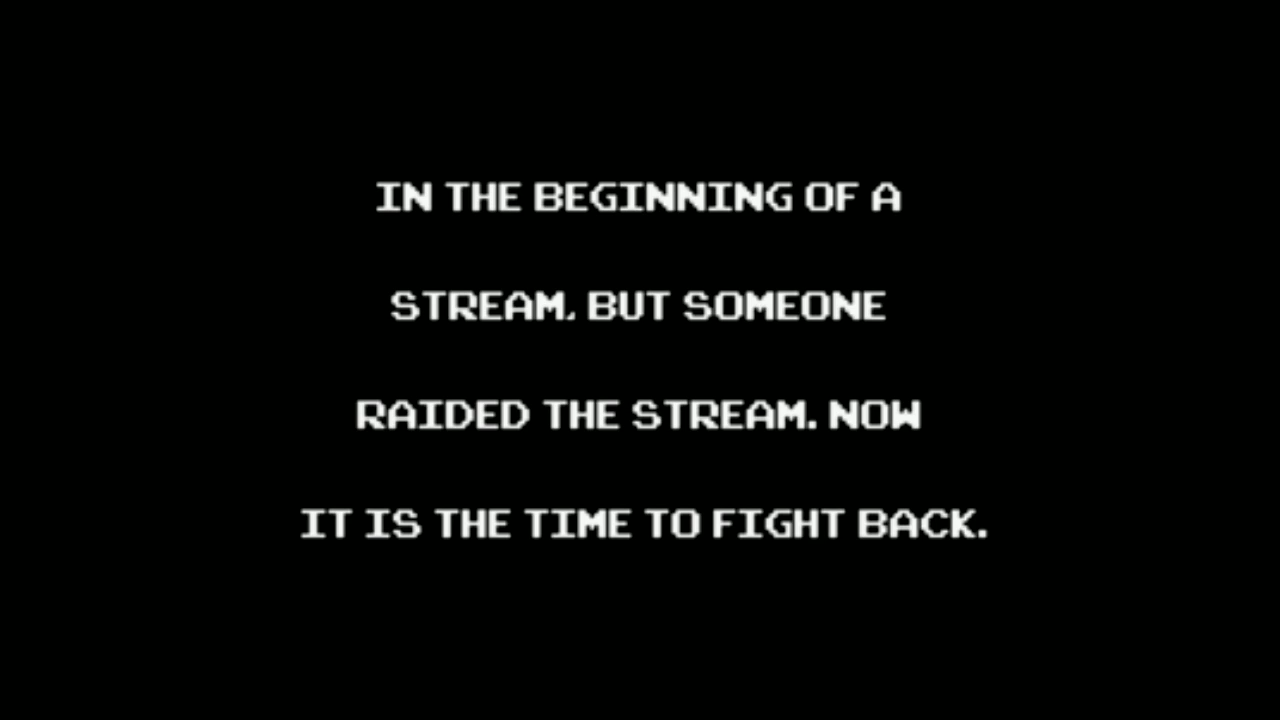 IN THE BEGINNING OF A
STREAM, BUT SOMEONE
RAIDED THE STREAM. NOW
IT IS THE TIME TO FIGHT BACK.